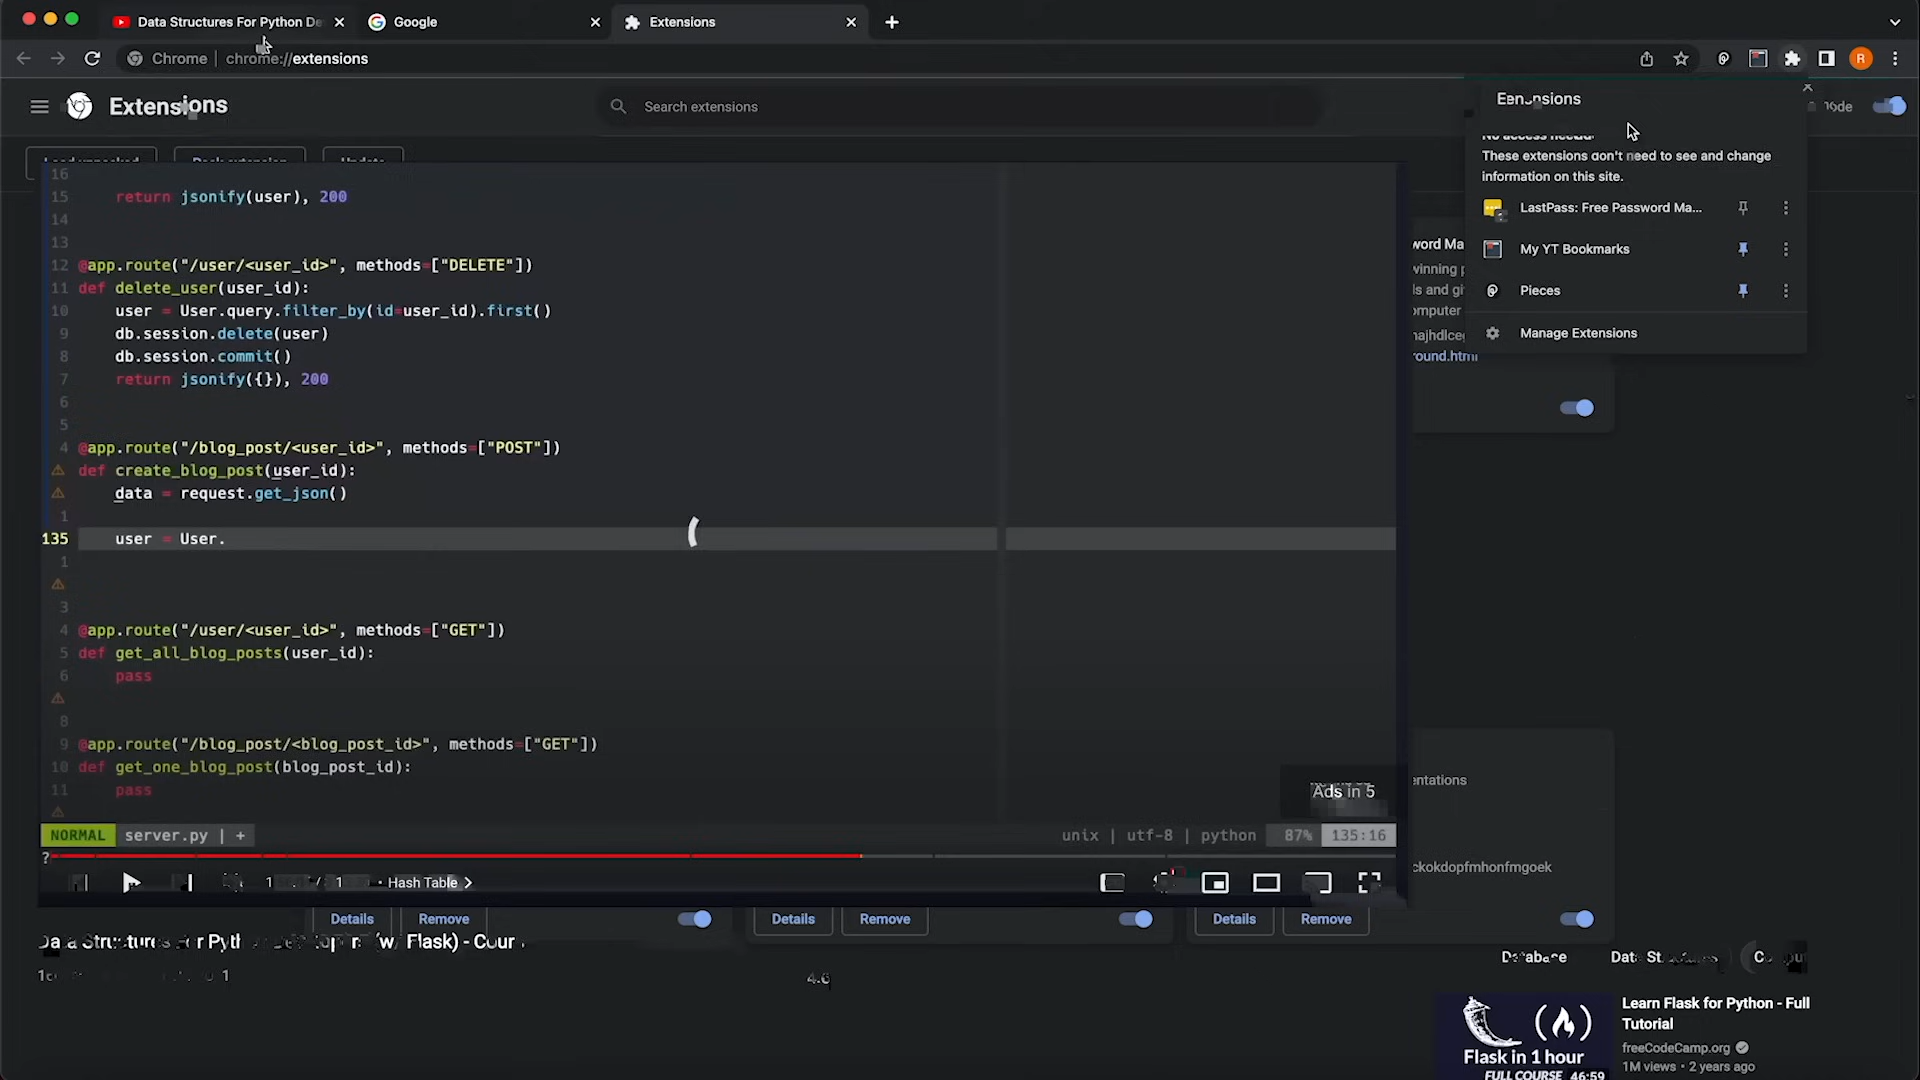 Data Structures For Python De
Google
Extensions
Chrome
chrome://extensions
R
Extensions
Search extensions
These extensions don't need to see and change
information on this site.
LastPass: Free Password Ma...
My YT Bookmarks
Pieces
Manage Extensions
16
15 return jsonify(user), 200
14
13
12 @app.route("/user/<user_id>", methods=["DELETE"])
11 def delete_user(user_id):
10 user = User.query.filter_by(id=user_id).first()
9 db.session.delete(user)
8 db.session.commit()
7 return jsonify({}), 200
6
5
4 @app.route("/blog_post/<user_id>", methods=["POST"])
def create_blog_post(user_id):
data = request.get_json()
1
135 user = User.
1
3
4 @app.route("/user/<user_id>", methods=["GET"])
5 def get_all_blog_posts(user_id):
6 pass
8
9 @app.route("/blog_post/<blog_post_id>", methods=["GET"])
10 def get_one_blog_post(blog_post_id):
11 pass
NORMAL server.py | +
unix | utf-8 | python 87% 135:16
?
Ads in 5
Hash Table
Details Remove
Details Remove
Details Remove
Database
Learn Flask for Python - Full
Tutorial
freeCodeCamp.org
1M views • 2 years ago
Flask in 1 hour
FULL COURSE 46:59